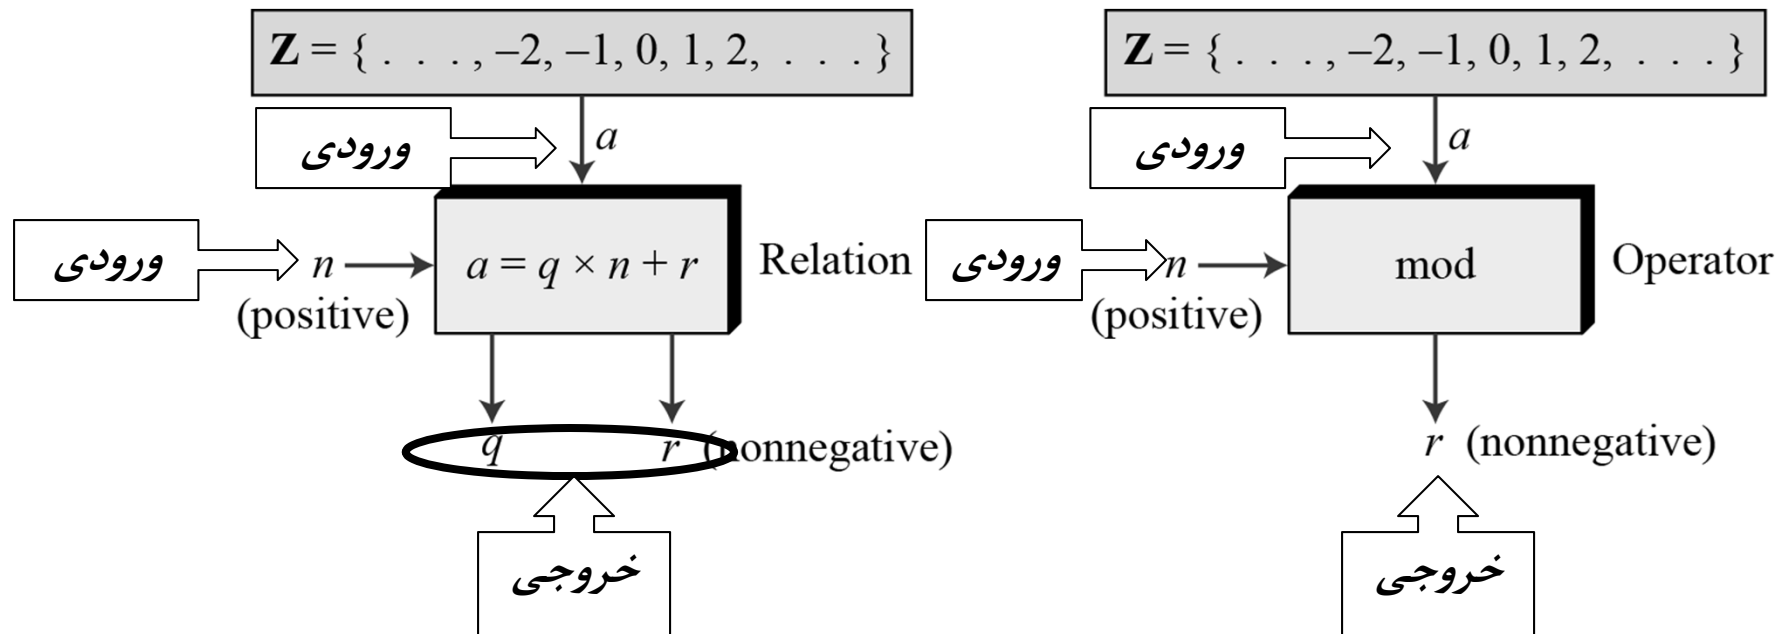 Z = { . . . , –2, –1, 0, 1, 2, . . . }
ورودی
a
ورودی
n
(positive)
a = q × n + r
Relation
q
r (nonnegative)
خروجی
Z = { . . . , –2, –1, 0, 1, 2, . . . }
ورودی
a
ورودی
n
(positive)
mod
Operator
r (nonnegative)
خروجی